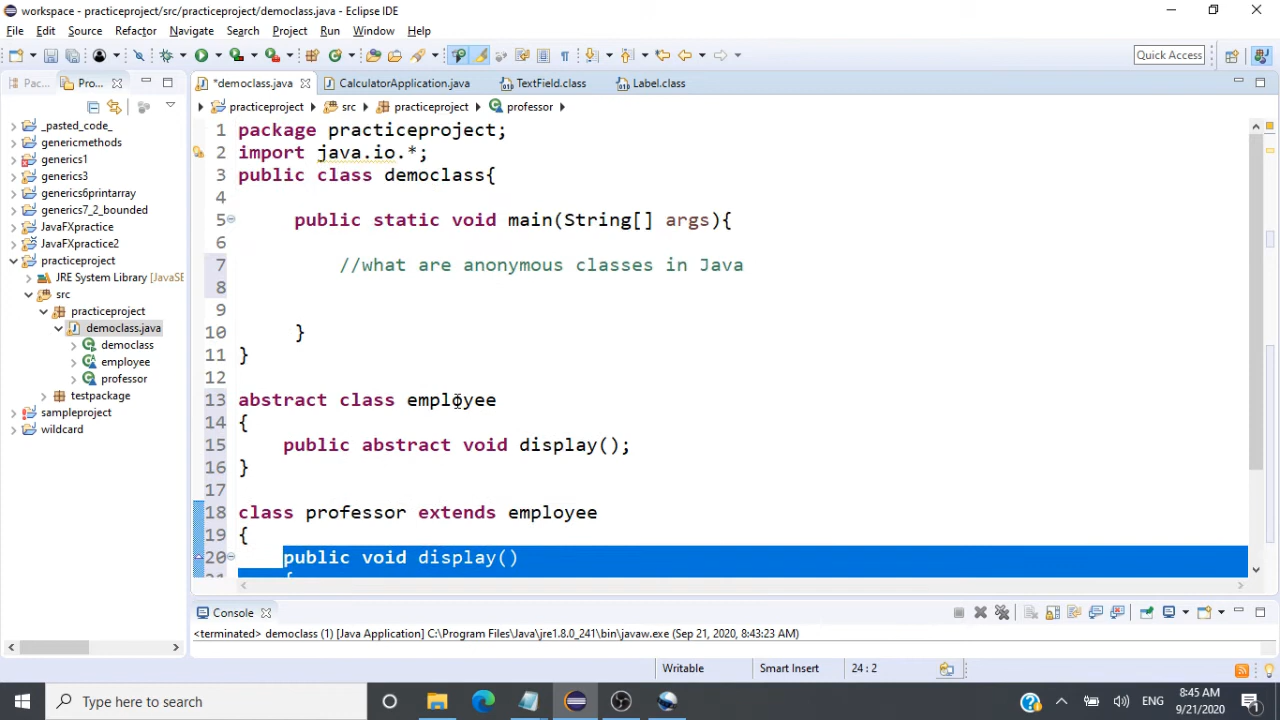 workspace - practiceproject/src/practiceproject/democlass.java - Eclipse IDE
File Edit Source Refactor Navigate Search Project Run Window Help
Quick Access
Pac... Pro...
*democlass.java CalculatorApplication.java TextField.class Label.class
practiceproject src practiceproject professor
_pasted_code_
genericmethods
generics1
generics3
generics6printarray
generics7_2_bounded
JavaFXpractice
JavaFXpractice2
practiceproject
JRE System Library [JavaSE
src
practiceproject
democlass.java
democlass
employee
professor
testpackage
sampleproject
wildcard
1 package practiceproject;
2 import java.io.*;
3 public class democlass{
4
5 public static void main(String[] args){
6
7 //what are anonymous classes in Java
8
9
10 }
11 }
12
13 abstract class employee
14 {
15 public abstract void display();
16 }
17
18 class professor extends employee
19 {
20 public void display()
21 {
Console
<terminated> democlass (1) [Java Application] C:\Program Files\Java\jre1.8.0_241\bin\javaw.exe (Sep 21, 2020, 8:43:23 AM)
Writable Smart Insert 24 : 2
Type here to search
ENG
8:45 AM
9/21/2020
1